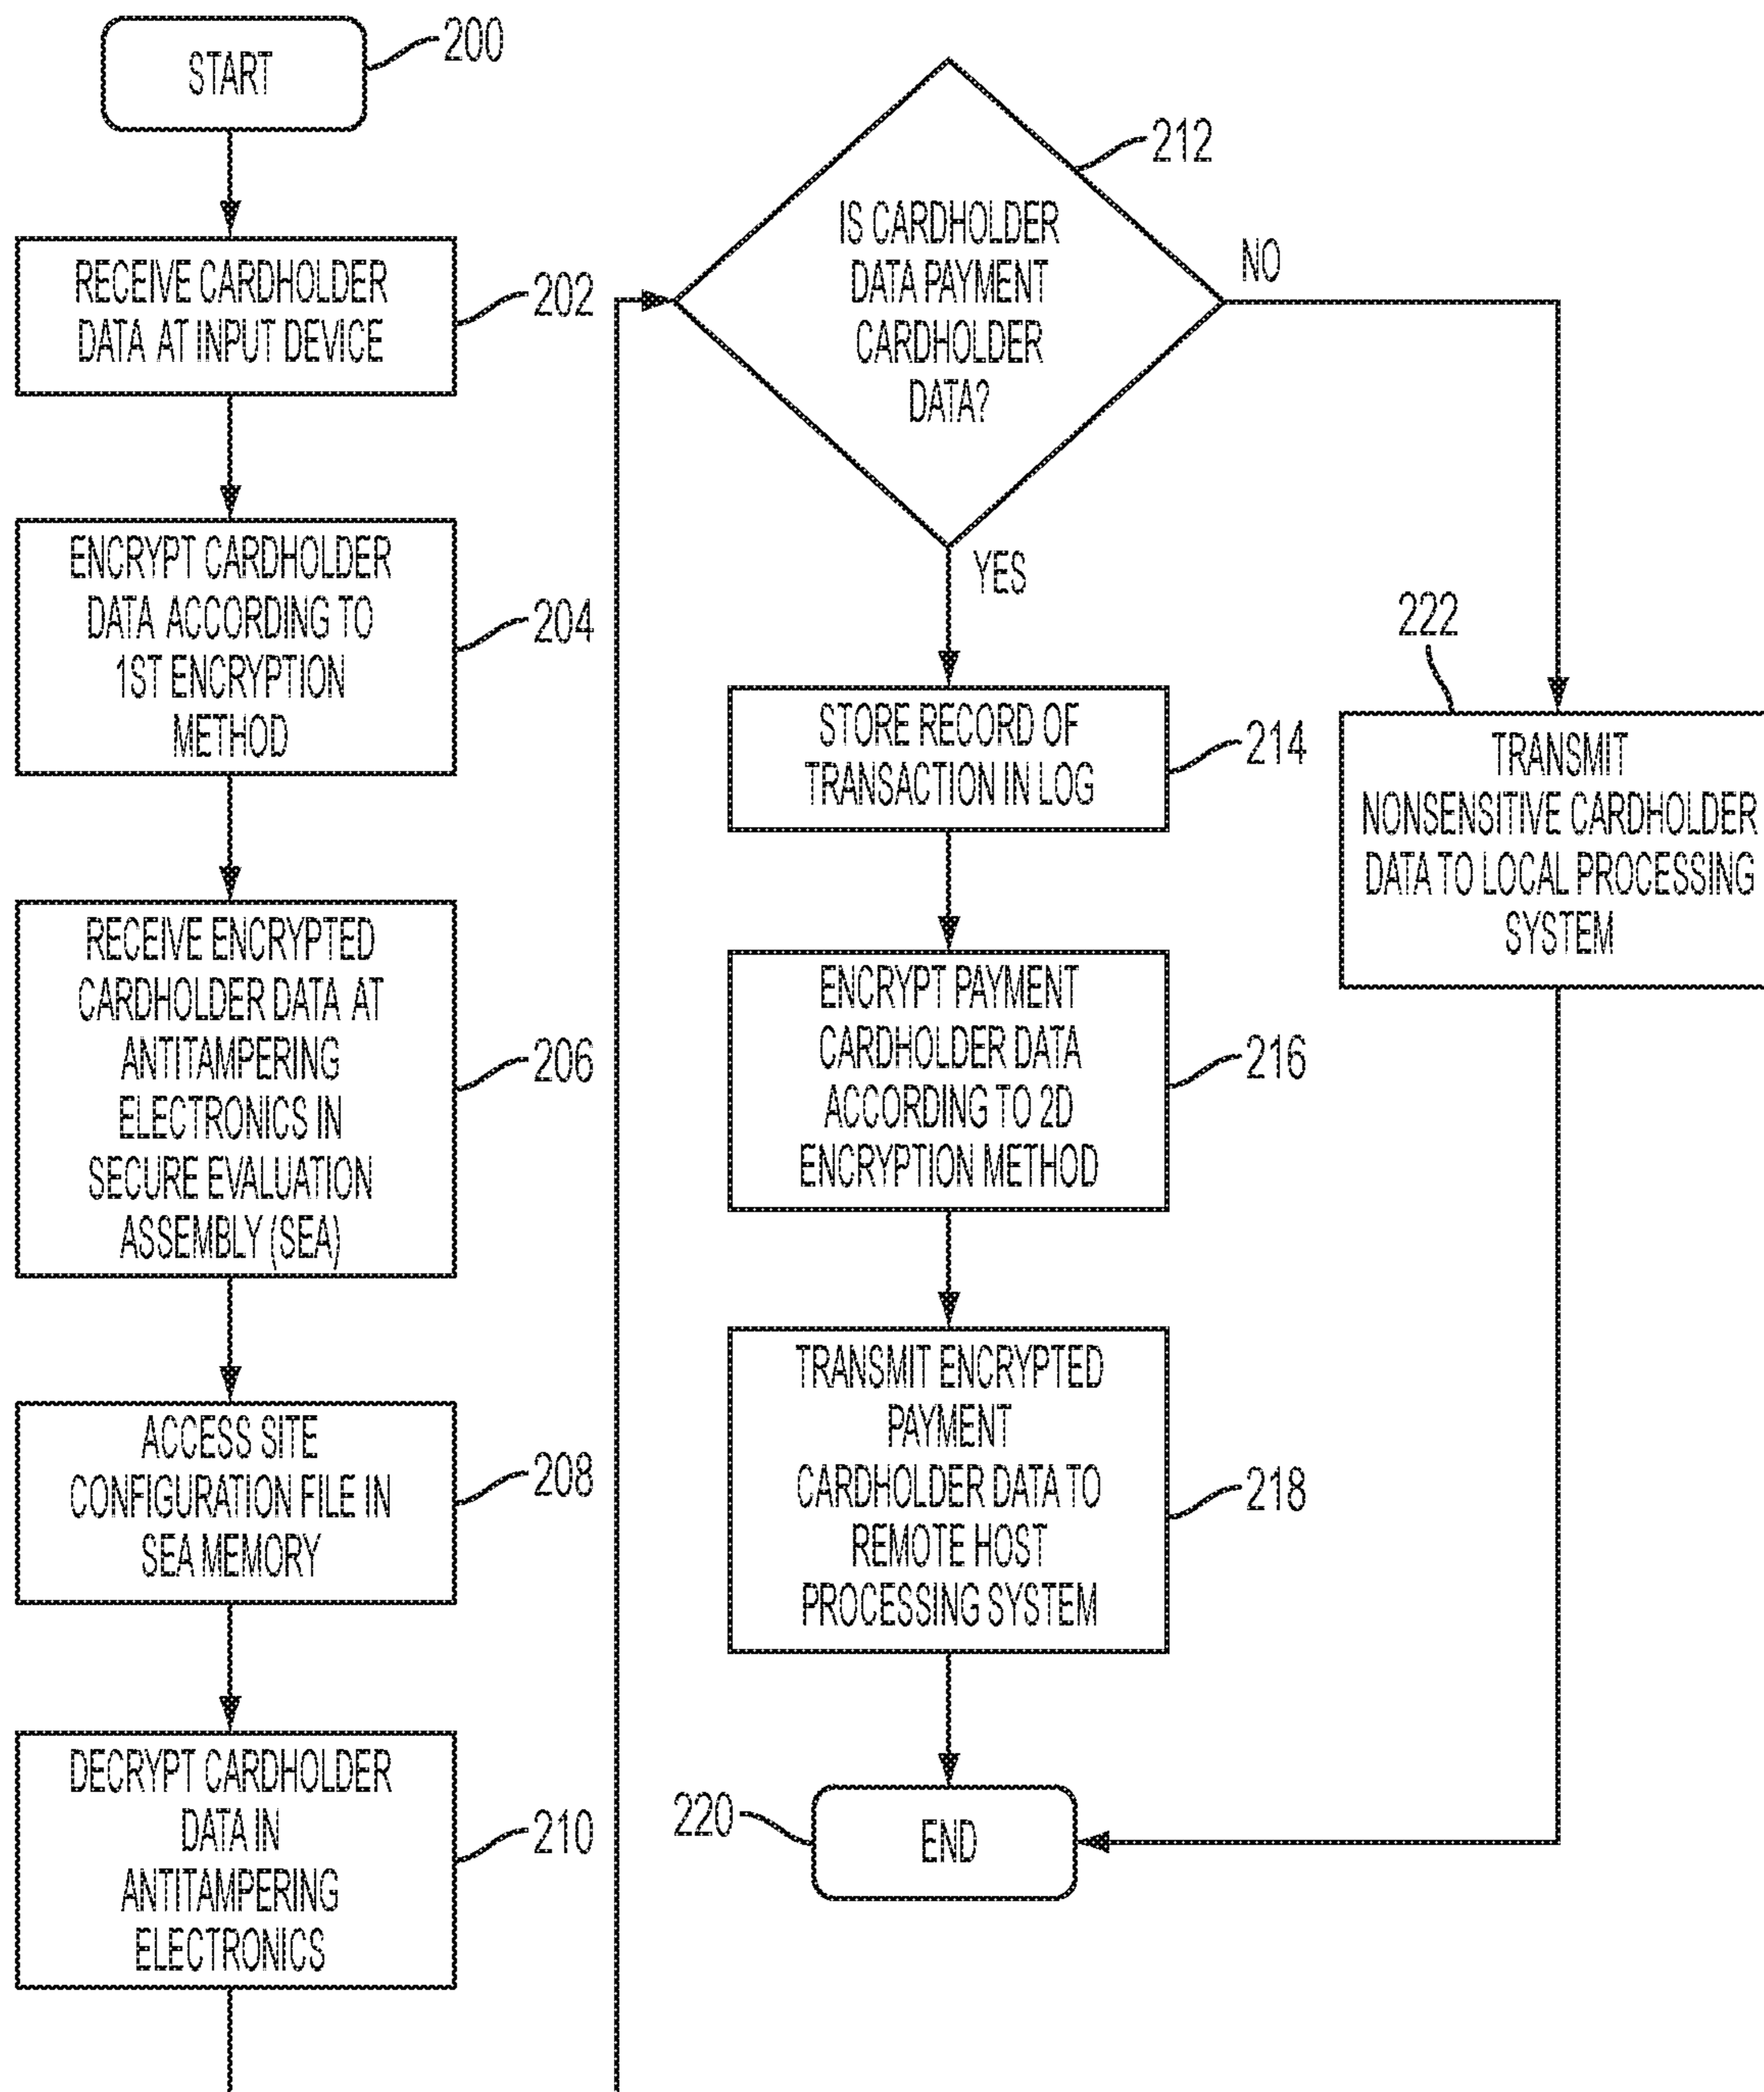 START
200
RECEIVE CARDHOLDER
DATA AT INPUT DEVICE
202
ENCRYPT CARDHOLDER
DATA ACCORDING TO
1ST ENCRYPTION
METHOD
204
RECEIVE ENCRYPTED
CARDHOLDER DATA AT
ANTITAMPERING
ELECTRONICS IN
SECURE EVALUATION
ASSEMBLY (SEA)
206
ACCESS SITE
CONFIGURATION FILE IN
SEA MEMORY
208
DECRYPT CARDHOLDER
DATA IN
ANTITAMPERING
ELECTRONICS
210
IS CARDHOLDER
DATA PAYMENT
CARDHOLDER
DATA?
212
NO
YES
STORE RECORD OF
TRANSACTION IN LOG
214
ENCRYPT PAYMENT
CARDHOLDER DATA
ACCORDING TO 2D
ENCRYPTION METHOD
216
TRANSMIT ENCRYPTED
PAYMENT
CARDHOLDER DATA TO
REMOTE HOST
PROCESSING SYSTEM
218
220
END
222
TRANSMIT
NONSENSITIVE CARDHOLDER
DATA TO LOCAL PROCESSING
SYSTEM